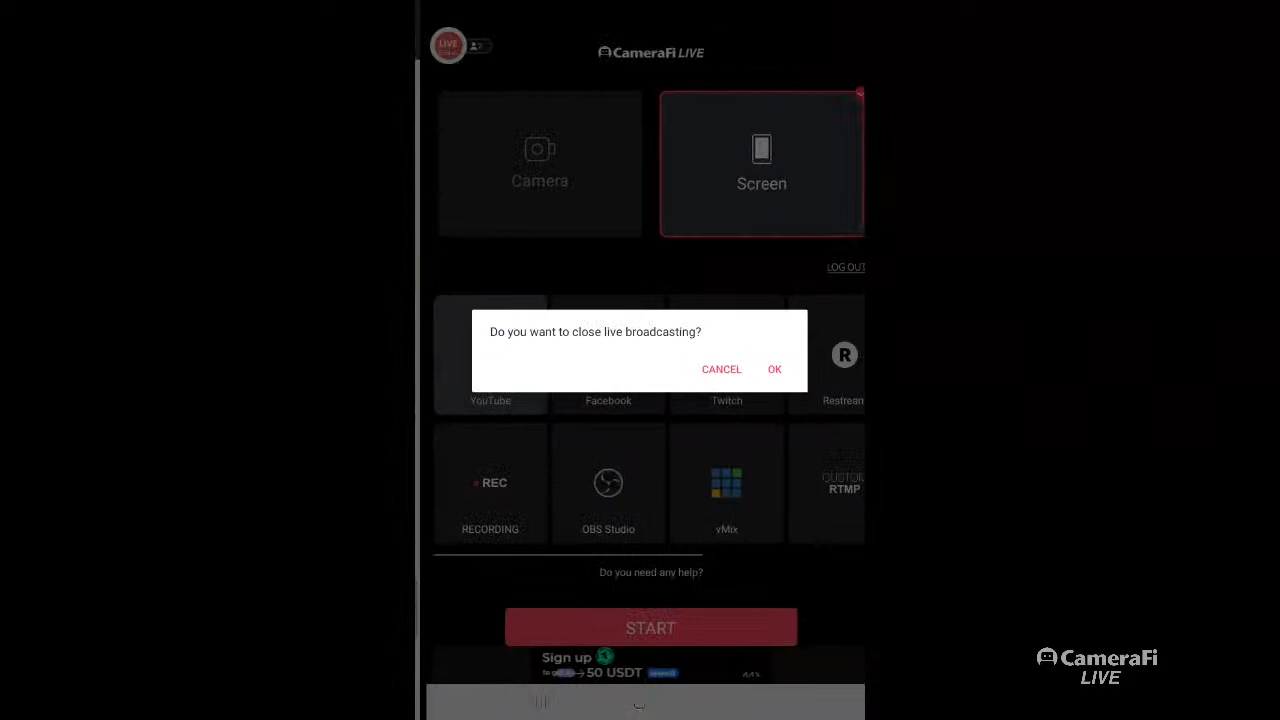 LIVE
CameraFi LIVE
Camera
Screen
LOG OUT
Do you want to close live broadcasting?
CANCEL
OK
YouTube
Facebook
Twitch
Restream
R
REC
CUSTOM
RTMP
RECORDING
OBS Studio
vMix
Do you need any help?
START
Sign up
50 USDT
CameraFi
LIVE